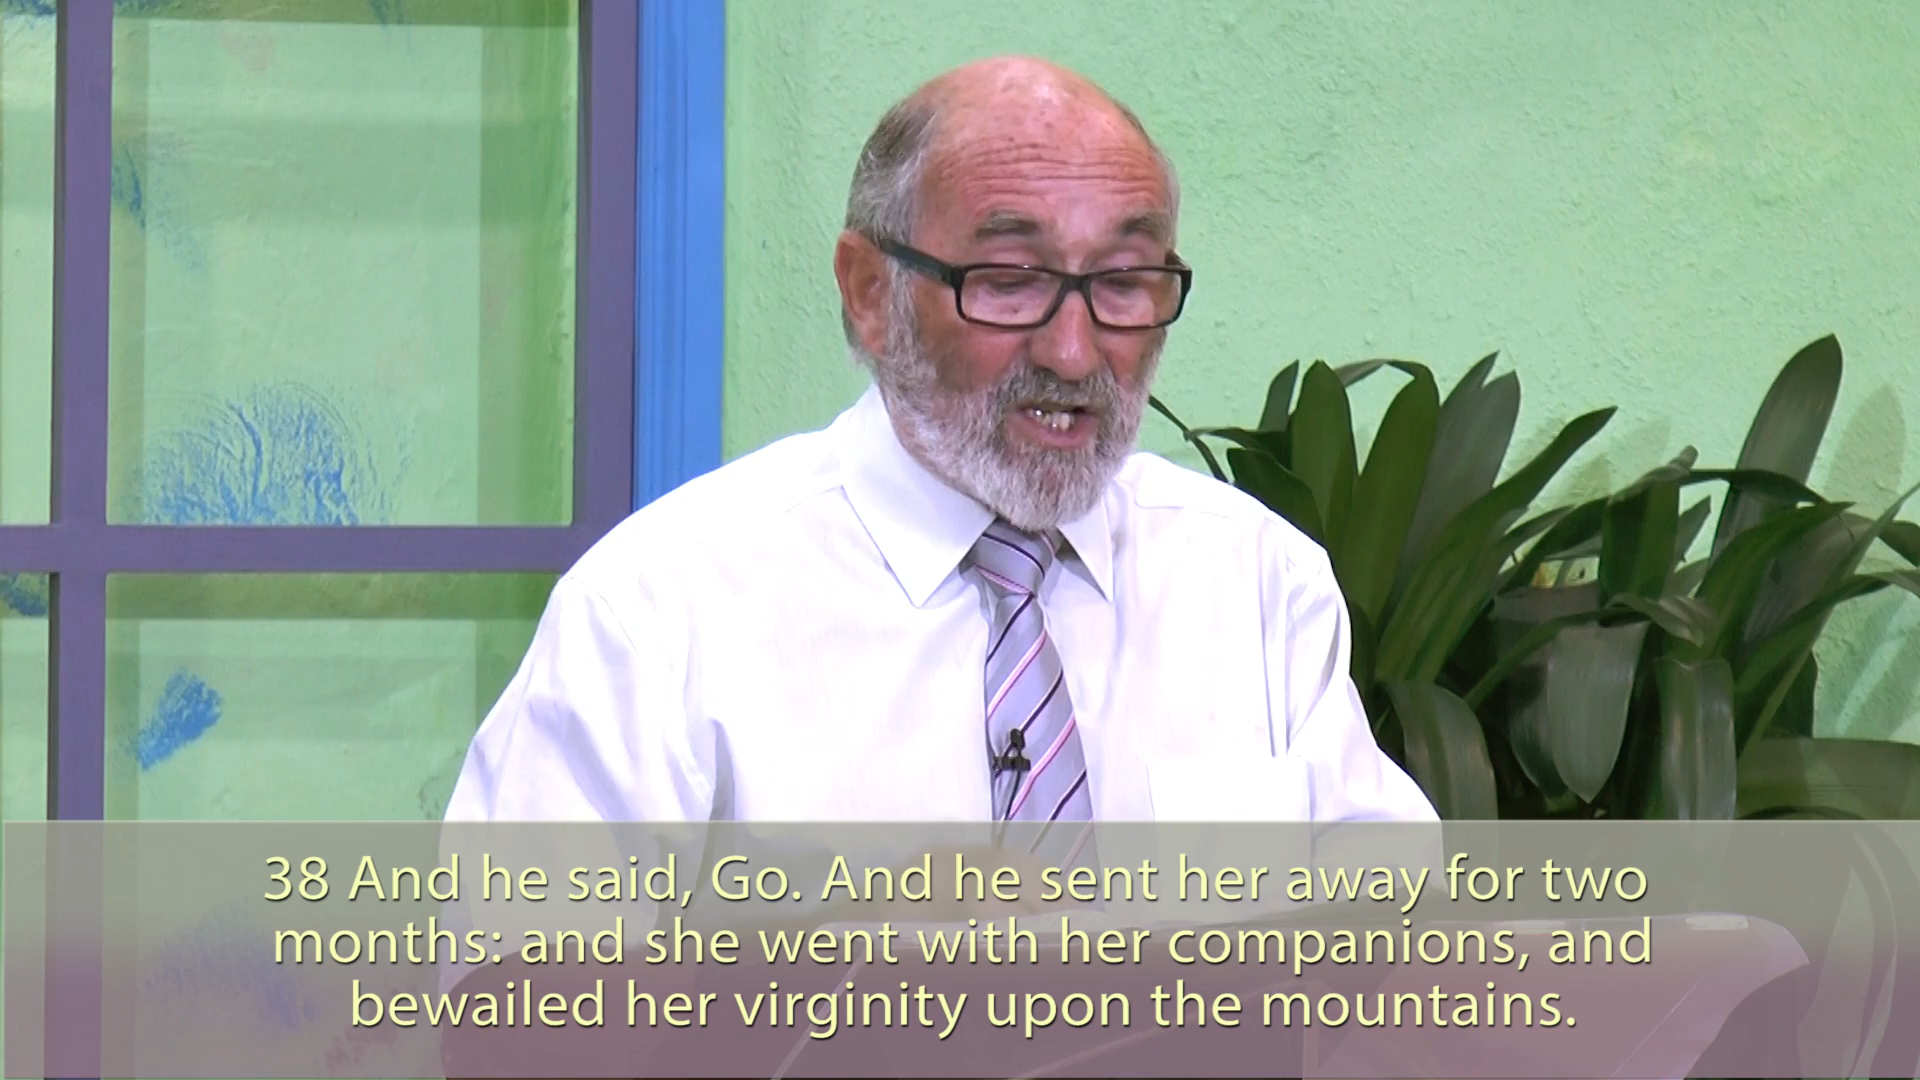 38 And he said, Go. And he sent her away for two
months: and she went with her companions, and
bewailed her virginity upon the mountains.